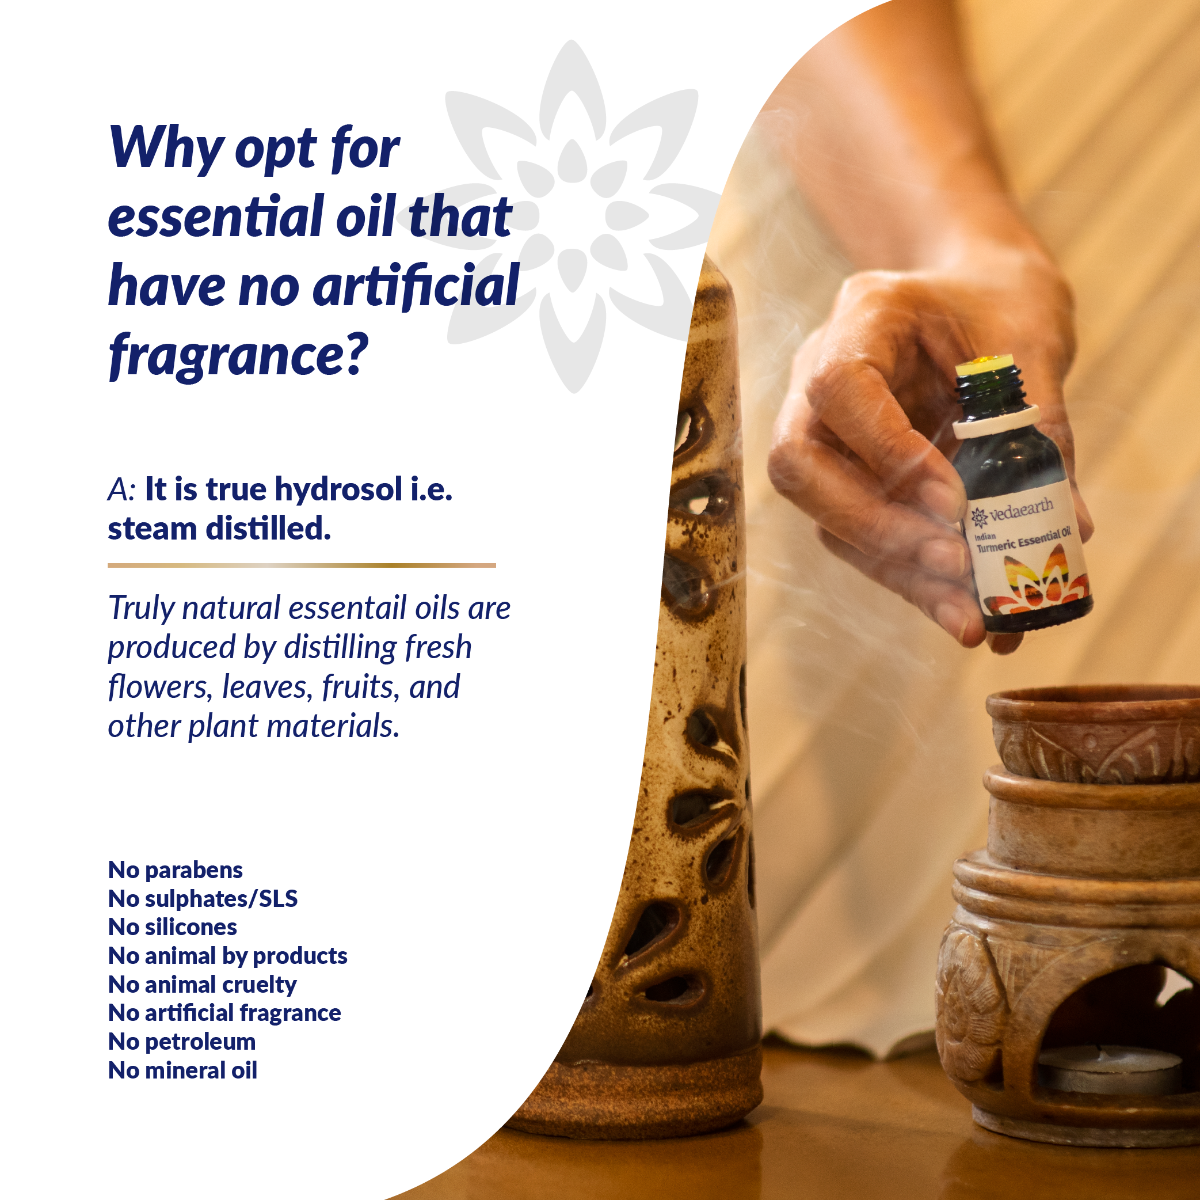 Why opt for
essential oil that
have no artificial
fragrance?
A: It is true hydrosol i.e.
steam distilled.
Truly natural essentail oils are
produced by distilling fresh
flowers, leaves, fruits, and
other plant materials.
No parabens
No sulphates/SLS
No silicones
No animal by products
No animal cruelty
No artificial fragrance
No petroleum
No mineral oil
vedaearth
Indian
Turmeric Essential Oil